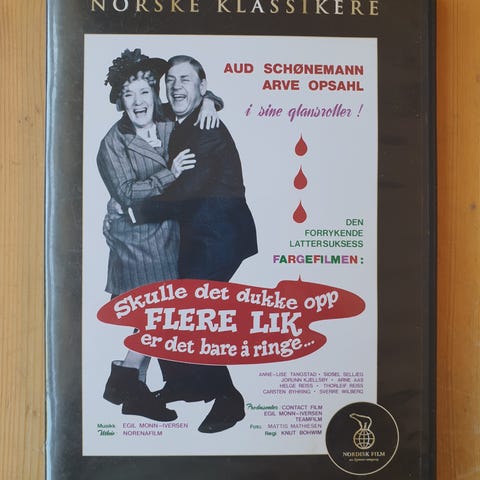 NORSKE KLASSIKERE
AUD SCHØNEMANN
ARVE OPSAHL
i sine glansroller !
DEN
FORRYKENDE
LATTERSUKSESS
FARGEFILMEN:
Skulle det dukke opp
FLERE LIK
er det bare å ringe...
ANNE-LISE TANGSTAD • SIDSEL SELLJEG
JORUNN KJELLSBY • ARNE AAS
HELGE REISS • THORLEIF REISS
CARSTEN BYHRING • SVERRE WILBERG
Produsenter: CONTACT FILM
EGIL MONN-IVERSEN
TEAMFILM
Musikk: EGIL MONN-IVERSEN
Utleie: NORENAFILM
Foto: MATTIS MATHIESEN
Regi: KNUT BOHWIM
NORDISK FILM
an Egmont company